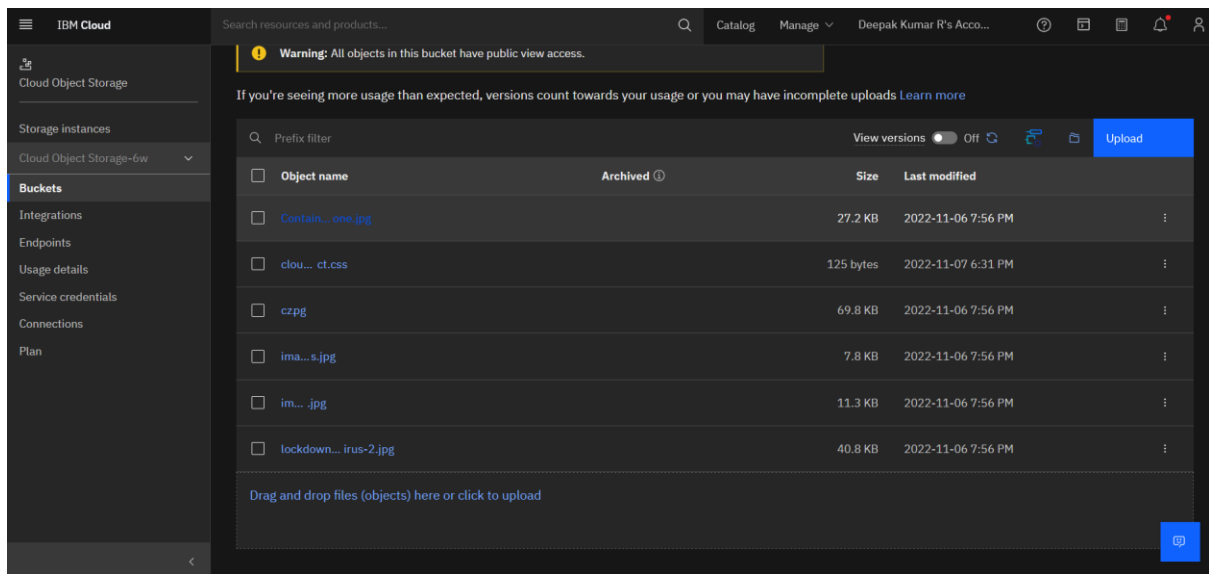 IBM Cloud
Search resources and products...
Catalog
Manage
Deepak Kumar R's Acco...
Cloud Object Storage
Storage instances
Cloud Object Storage-6w
Buckets
Integrations
Endpoints
Usage details
Service credentials
Connections
Plan
Warning: All objects in this bucket have public view access.
If you're seeing more usage than expected, versions count towards your usage or you may have incomplete uploads Learn more
Prefix filter
View versions Off
Upload
Object name Archived Size Last modified
Contain... ono.jpg 27.2 KB 2022-11-06 7:56 PM
clou... ct.css 125 bytes 2022-11-07 6:31 PM
czpg 69.8 KB 2022-11-06 7:56 PM
ima...s.jpg 7.8 KB 2022-11-06 7:56 PM
im... .jpg 11.3 KB 2022-11-06 7:56 PM
lockdown... irus-2.jpg 40.8 KB 2022-11-06 7:56 PM
Drag and drop files (objects) here or click to upload